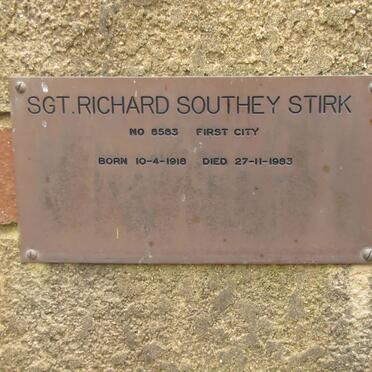 SGT. RICHARD SOUTHEY STIRK
NO 6583 FIRST CITY
BORN 10-4-1918 DIED 27-11-1983